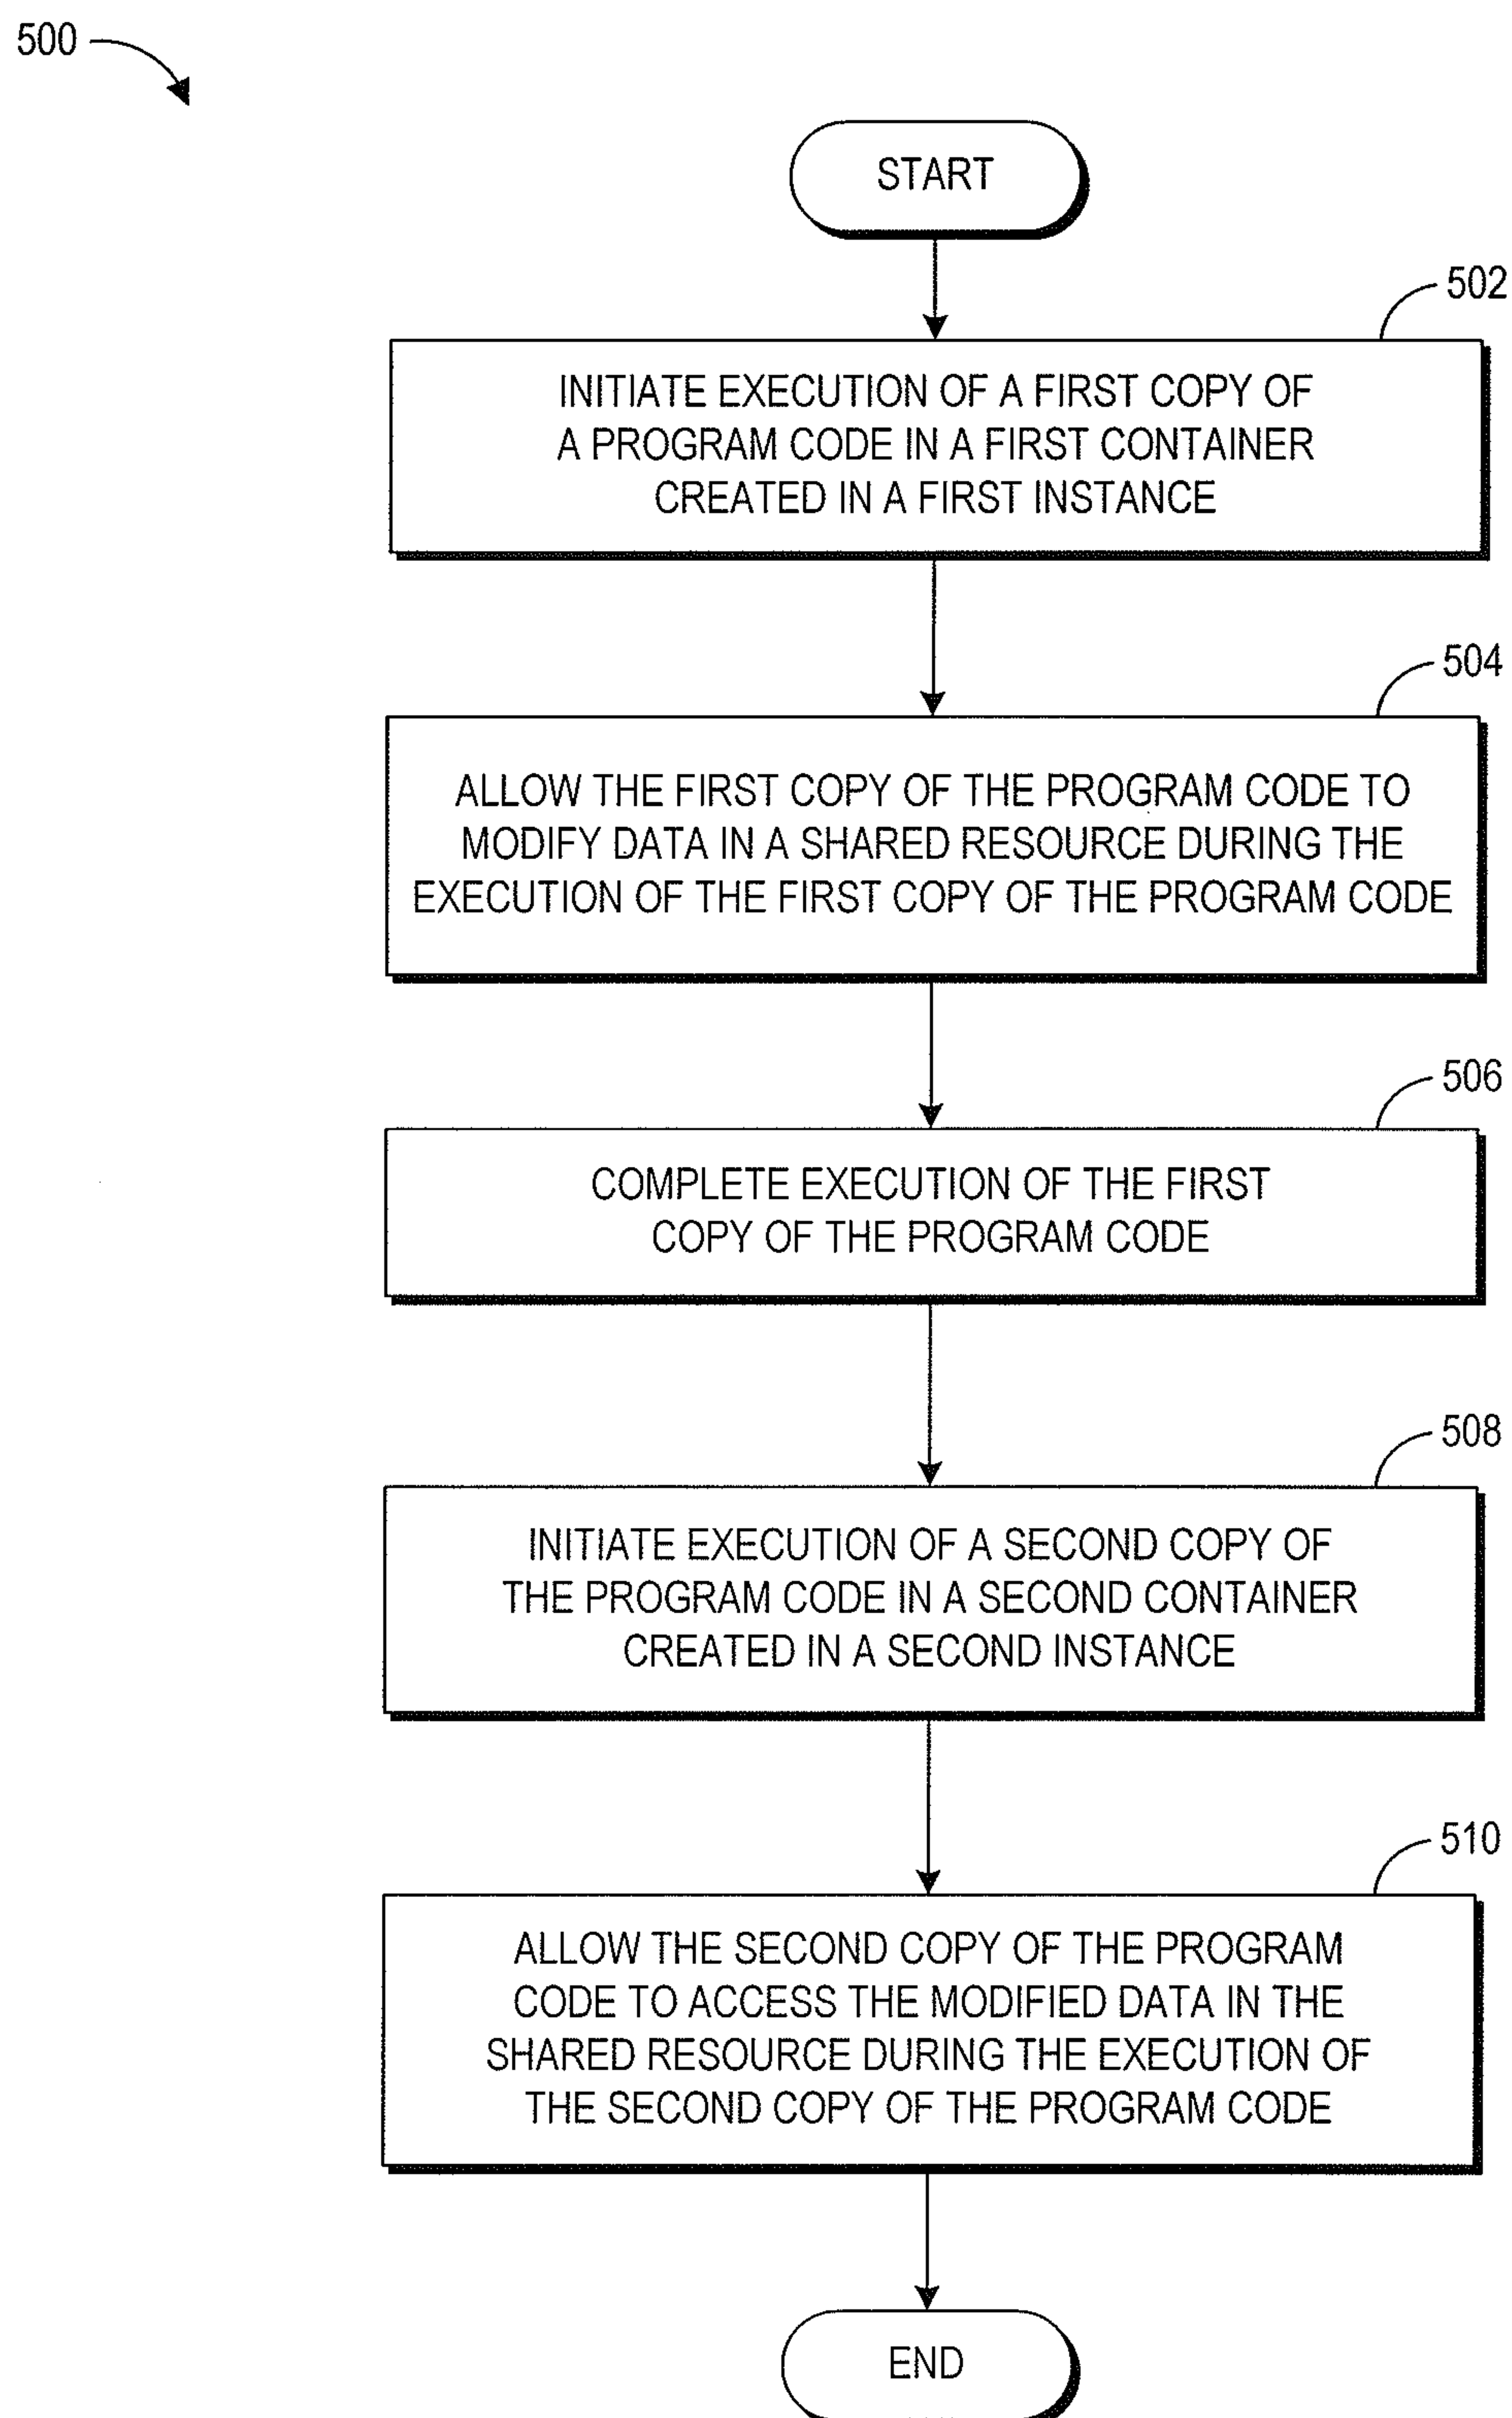 500
START
502
INITIATE EXECUTION OF A FIRST COPY OF
A PROGRAM CODE IN A FIRST CONTAINER
CREATED IN A FIRST INSTANCE
504
ALLOW THE FIRST COPY OF THE PROGRAM CODE TO
MODIFY DATA IN A SHARED RESOURCE DURING THE
EXECUTION OF THE FIRST COPY OF THE PROGRAM CODE
506
COMPLETE EXECUTION OF THE FIRST
COPY OF THE PROGRAM CODE
508
INITIATE EXECUTION OF A SECOND COPY OF
THE PROGRAM CODE IN A SECOND CONTAINER
CREATED IN A SECOND INSTANCE
510
ALLOW THE SECOND COPY OF THE PROGRAM
CODE TO ACCESS THE MODIFIED DATA IN THE
SHARED RESOURCE DURING THE EXECUTION OF
THE SECOND COPY OF THE PROGRAM CODE
END